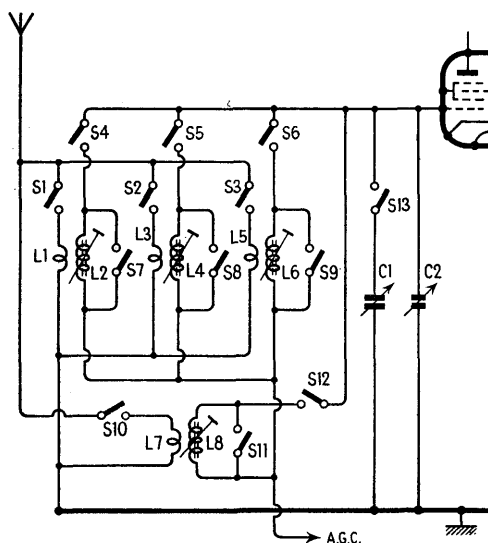 S4 S5 S6
S1 S2 S3 S13
L1 L2 S7 L3 L4 S8 L5 L6 S9 C1 C2
S12
S10 L7 L8 S11
A.G.C.